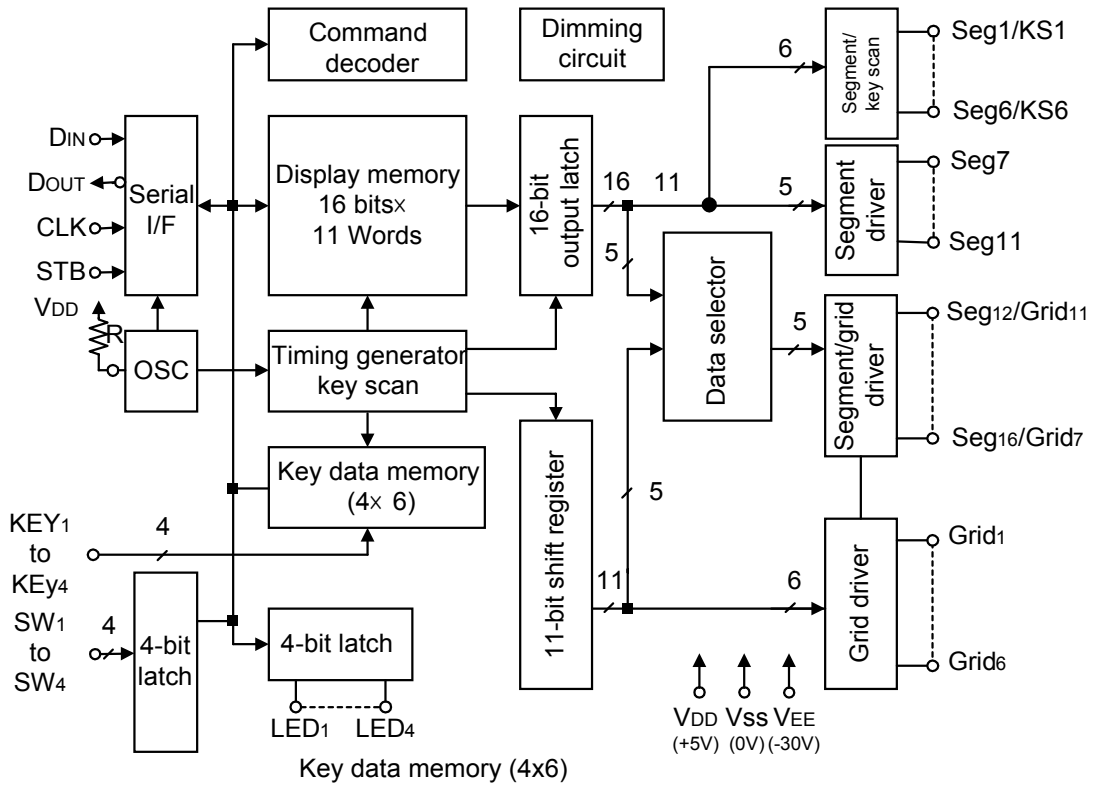 Command
decoder
Dimming
circuit
6
Segment/
key scan
Seg1/KS1
Seg6/KS6
DIN
DOUT
CLK
STB
Serial
I/F
Display memory
16 bits×
11 Words
16-bit
output latch
16
11
5
Segment
driver
Seg7
Seg11
5
Data selector
VDD
R
OSC
Timing generator
key scan
5
Segment/grid
driver
Seg12/Grid11
Seg16/Grid7
Key data memory
(4× 6)
11-bit shift register
5
KEY1
to
KEy4
4
11
6
Grid driver
Grid1
Grid6
SW1
to
SW4
4
4-bit
latch
4-bit latch
LED1
LED4
VDD
(+5V)
Vss
(0V)
VEE
(-30V)
Key data memory (4x6)